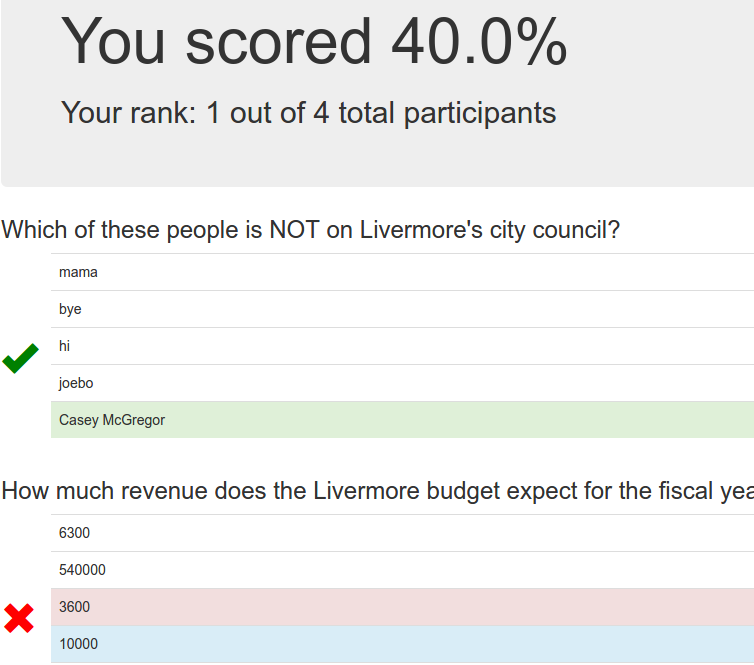 You scored 40.0%
Your rank: 1 out of 4 total participants
Which of these people is NOT on Livermore's city council?
mama
bye
hi
joebo
Casey McGregor
How much revenue does the Livermore budget expect for the fiscal yea
6300
540000
3600
10000